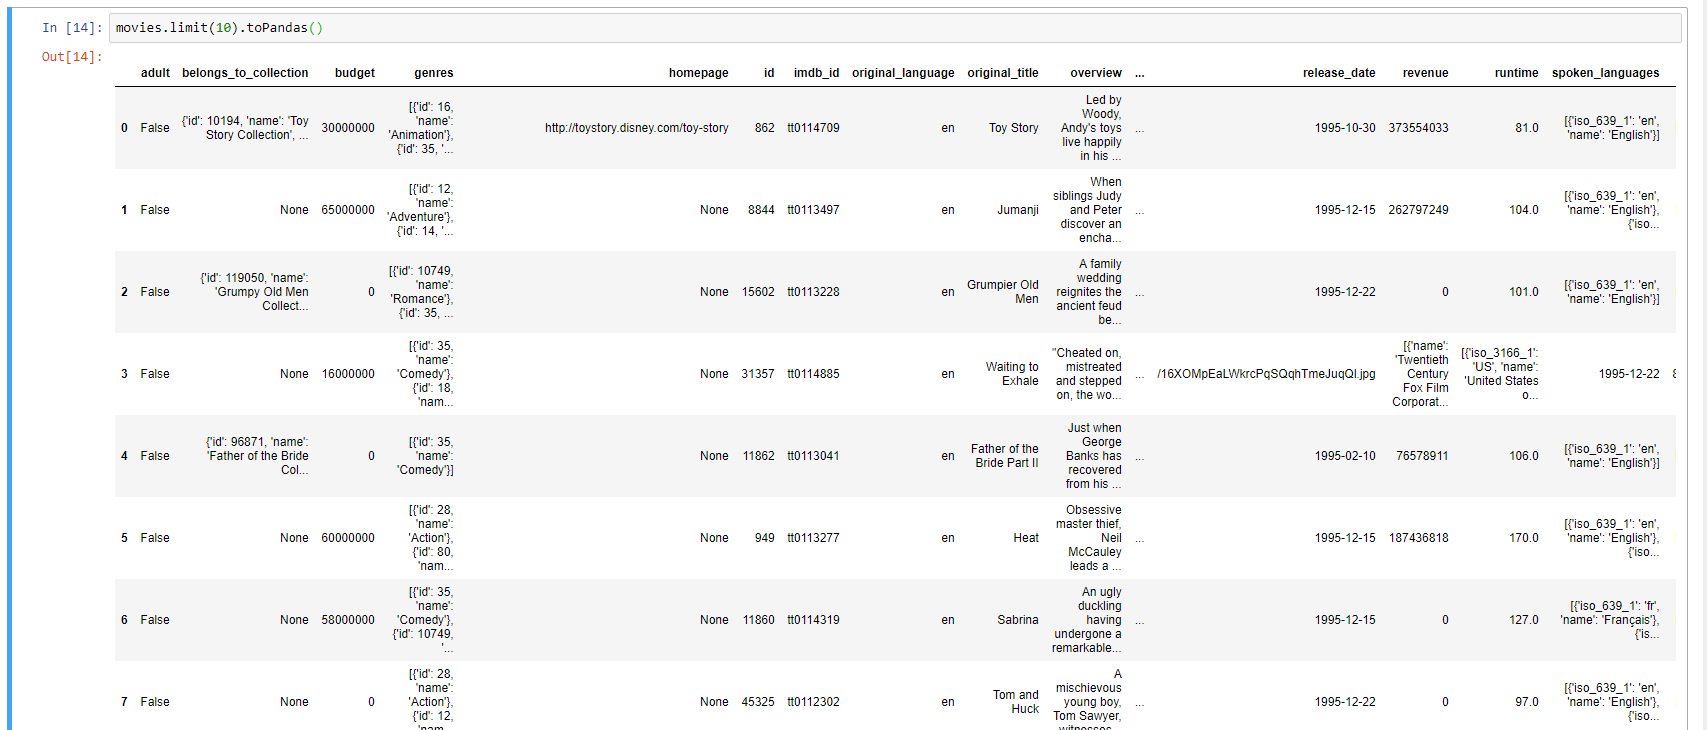 In [14]: movies.limit(10).toPandas()
Out[14]:
adult belongs_to_collection budget genres homepage id imdb_id original_language original_title overview ... release_date revenue runtime spoken_languages
0 False {'id': 10194, 'name': 'Toy Story Collection', ... 30000000 [{'id': 16, 'name': 'Animation'}, {'id': 35, '... http://toystory.disney.com/toy-story 862 tt0114709 en Toy Story Led by Woody, Andy's toys live happily in his ... ... 1995-10-30 373554033 81.0 [{'iso_639_1': 'en', 'name': 'English'}]
1 False None 65000000 [{'id': 12, 'name': 'Adventure'}, {'id': 14, '... None 8844 tt0113497 en Jumanji When siblings Judy and Peter discover an encha... ... 1995-12-15 262797249 104.0 [{'iso_639_1': 'en', 'name': 'English'}, {'iso...
2 False {'id': 119050, 'name': 'Grumpy Old Men Collect... 0 [{'id': 10749, 'name': 'Romance'}, {'id': 35, ... None 15602 tt0113228 en Grumpier Old Men A family wedding reignites the ancient feud be... ... 1995-12-22 0 101.0 [{'iso_639_1': 'en', 'name': 'English'}]
3 False None 16000000 [{'id': 35, 'name': 'Comedy'}, {'id': 18, 'nam... None 31357 tt0114885 en Waiting to Exhale "Cheated on, mistreated and stepped on, the wo... ... /16XOMpEaLWkrcPqSQqhTmeJuqQl.jpg [{'name': 'Twentieth Century Fox Film Corporat... [{'iso_3166_1': 'US', 'name': 'United States o... 1995-12-22
4 False {'id': 96871, 'name': 'Father of the Bride Col... 0 [{'id': 35, 'name': 'Comedy'}] None 11862 tt0113041 en Father of the Bride Part II Just when George Banks has recovered from his ... ... 1995-02-10 76578911 106.0 [{'iso_639_1': 'en', 'name': 'English'}]
5 False None 60000000 [{'id': 28, 'name': 'Action'}, {'id': 80, 'nam... None 949 tt0113277 en Heat Obsessive master thief, Neil McCauley leads a ... ... 1995-12-15 187436818 170.0 [{'iso_639_1': 'en', 'name': 'English'}, {'iso...
6 False None 58000000 [{'id': 35, 'name': 'Comedy'}, {'id': 10749, '... None 11860 tt0114319 en Sabrina An ugly duckling having undergone a remarkable... ... 1995-12-15 0 127.0 [{'iso_639_1': 'fr', 'name': 'Français'}, {'is...
7 False None 0 [{'id': 28, 'name': 'Action'}, {'id': 12, 'nam... None 45325 tt0112302 en Tom and Huck A mischievous young boy, Tom Sawyer, witnesses ... 1995-12-22 0 97.0 [{'iso_639_1': 'en', 'name': 'English'}, {'iso...